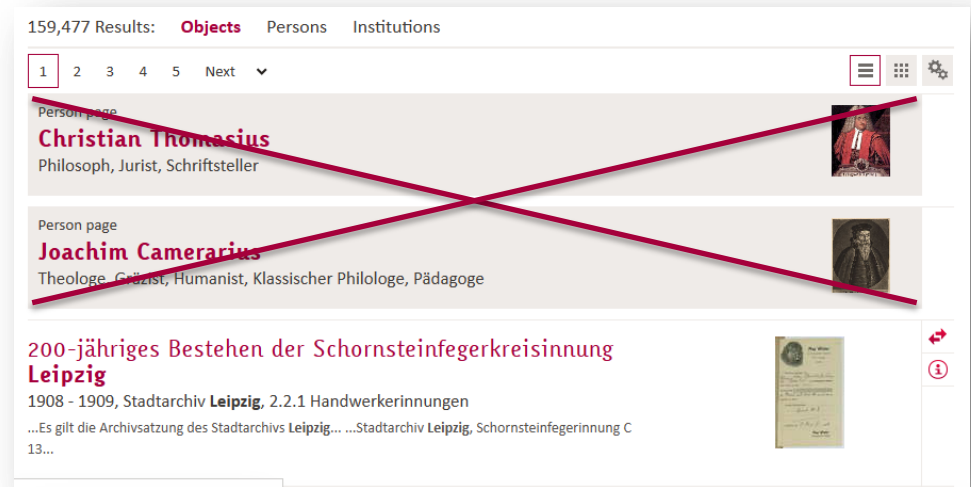 159,477 Results: Objects Persons Institutions
1 2 3 4 5 Next
Person page
Christian Thomasius
Philosoph, Jurist, Schriftsteller
Person page
Joachim Camerarius
Theologe, Gräzist, Humanist, Klassischer Philologe, Pädagoge
200-jähriges Bestehen der Schornsteinfegerkreisinnung
Leipzig
1908 - 1909, Stadtarchiv Leipzig, 2.2.1 Handwerkerinnungen
...Es gilt die Archivsatzung des Stadtarchivs Leipzig... ...Stadtarchiv Leipzig, Schornsteinfegerinnung C
13...